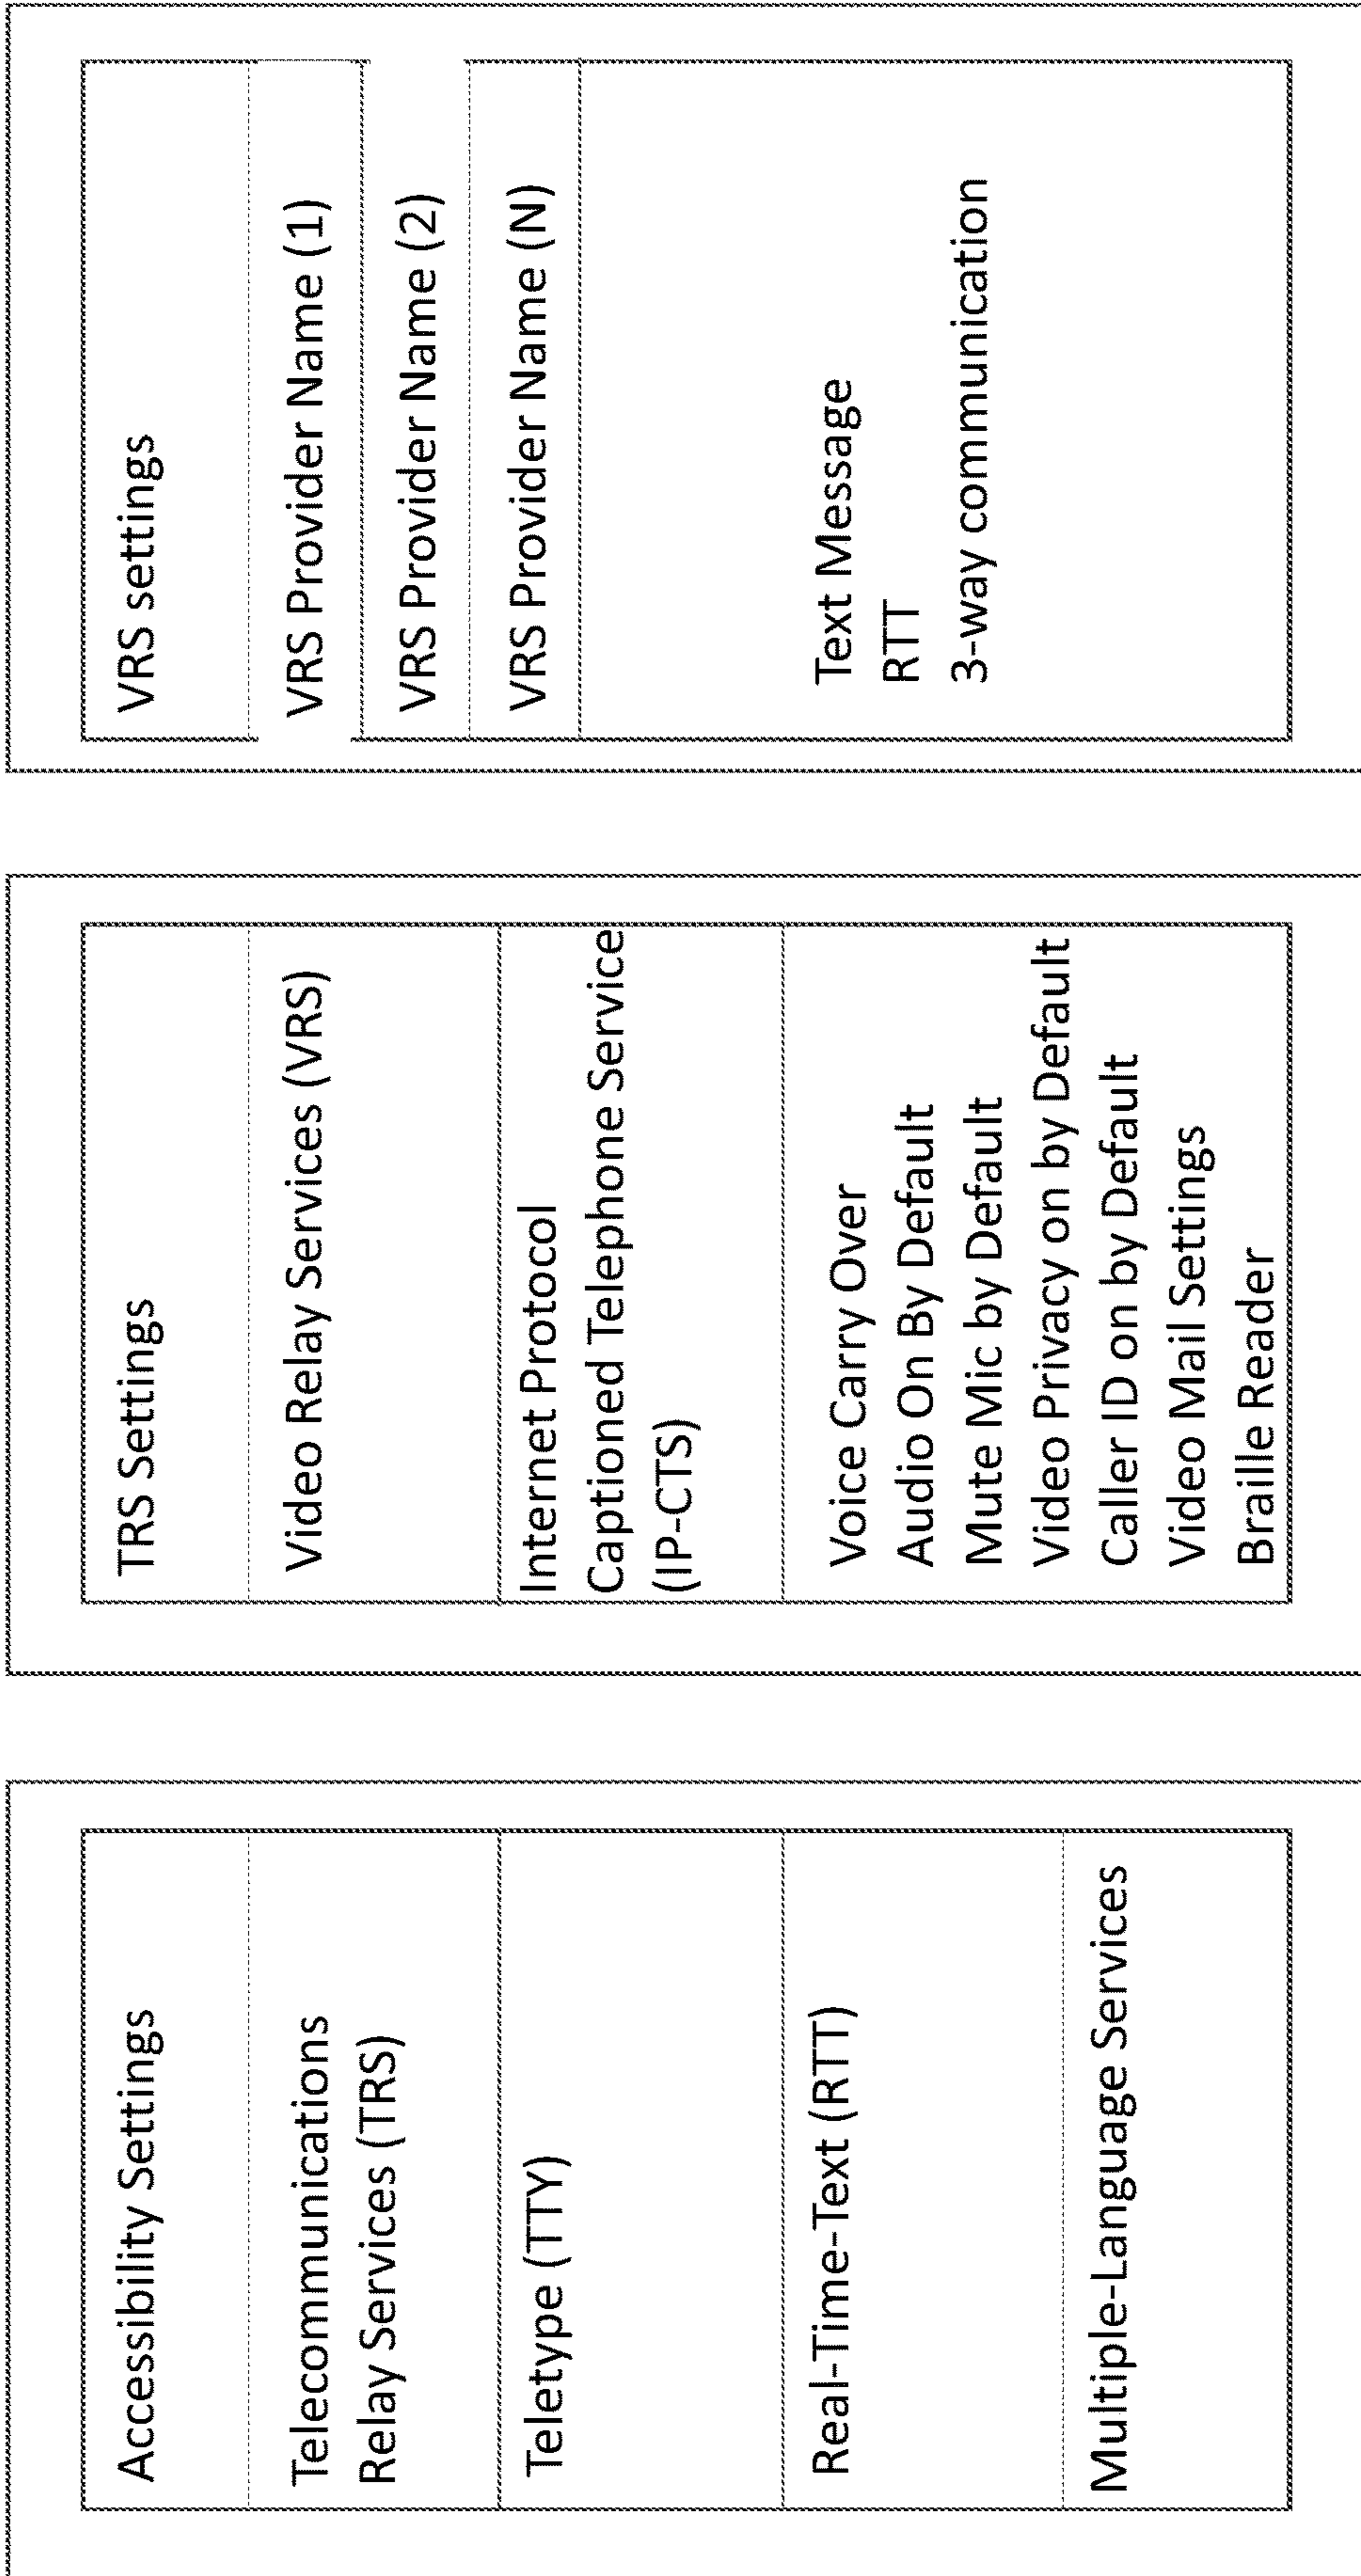 Accessibility Settings
Telecommunications
Relay Services (TRS)
Teletype (TTY)
Real-Time-Text (RTT)
Multiple-Language Services
TRS Settings
Video Relay Services (VRS)
Internet Protocol
Captioned Telephone Service
(IP-CTS)
Voice Carry Over
Audio On By Default
Mute Mic by Default
Video Privacy on by Default
Caller ID on by Default
Video Mail Settings
Braille Reader
VRS settings
VRS Provider Name (1)
VRS Provider Name (2)
VRS Provider Name (N)
Text Message
RTT
3-way communication